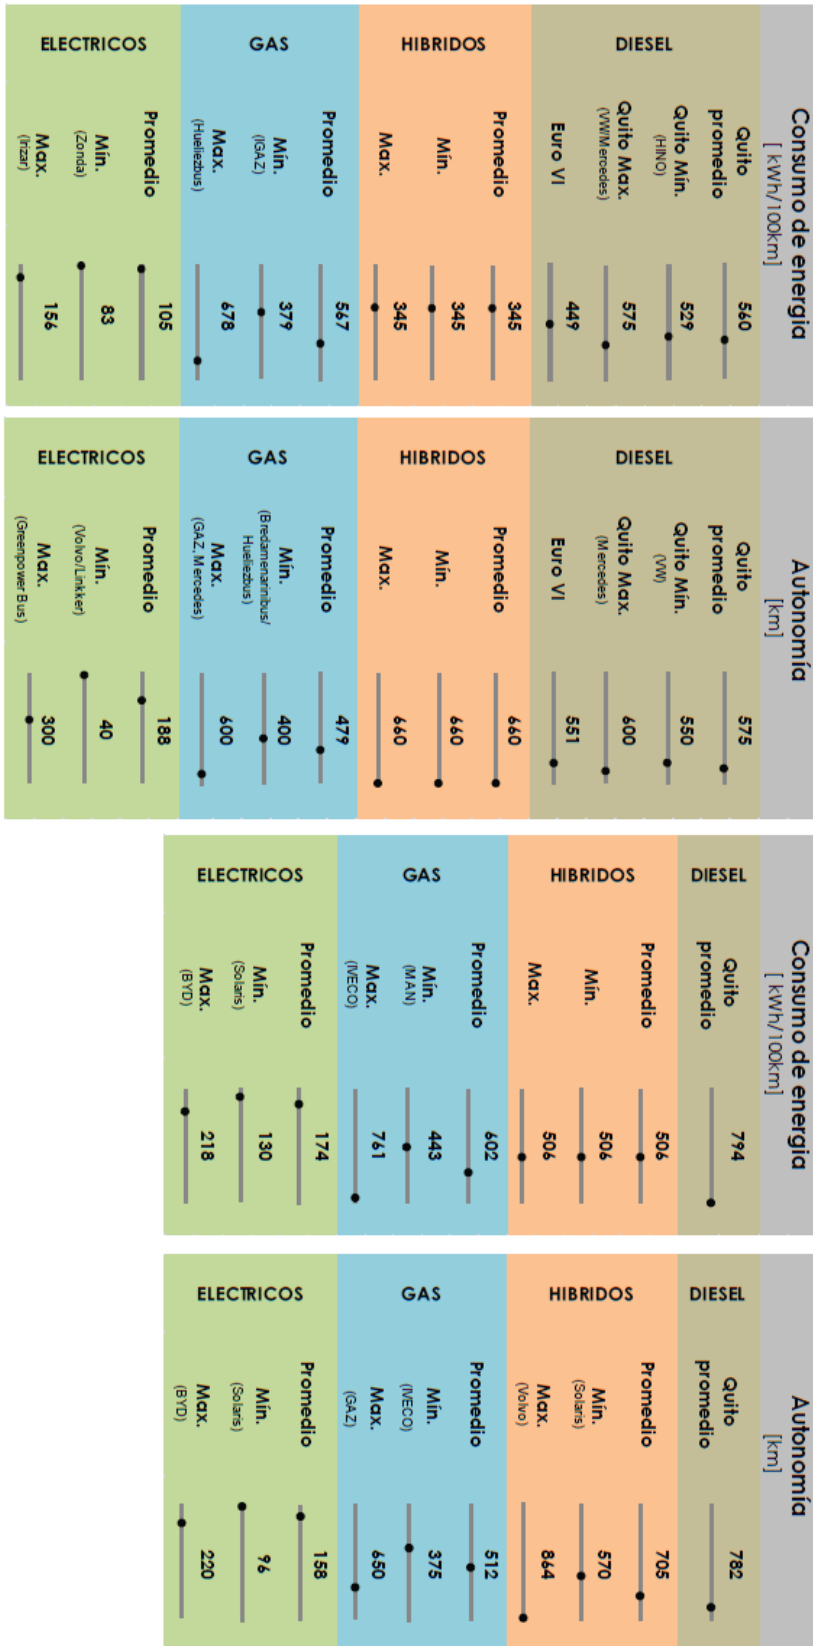 Consumo de energia
[ kWh/100km]
DIESEL
Quito
promedio
560
Quito Mín.
(HINO)
529
Quito Max.
(VW/Mercedes)
575
Euro VI
449
HIBRIDOS
Promedio
345
Mín.
345
Max.
345
GAS
Promedio
567
Mín.
(IGAZ)
379
Max.
(Hueliezbus)
678
ELECTRICOS
Promedio
105
Mín.
(Zonda)
83
Max.
(Irizar)
156
Autonomía
[km]
DIESEL
Quito
promedio
575
Quito Mín.
(VW)
550
Quito Max.
(Mercedes)
600
Euro VI
551
HIBRIDOS
Promedio
660
Mín.
660
Max.
660
GAS
Promedio
479
Mín.
(Bredamenarinibus/
Hueliezbus)
400
Max.
(GAZ, Mercedes)
600
ELECTRICOS
Promedio
188
Mín.
(Volvo/Linkker)
40
Max.
(Greenpower Bus)
300
Consumo de energia
[ kWh/100km]
DIESEL
Quito
promedio
794
HIBRIDOS
Promedio
506
Mín.
506
Max.
506
GAS
Promedio
602
Mín.
(MAN)
443
Max.
(IVECO)
761
ELECTRICOS
Promedio
174
Mín.
(Solaris)
130
Max.
(BYD)
218
Autonomía
[km]
DIESEL
Quito
promedio
782
HIBRIDOS
Promedio
705
Mín.
(Solaris)
570
Max.
(Volvo)
864
GAS
Promedio
512
Mín.
(IVECO)
375
Max.
(GAZ)
650
ELECTRICOS
Promedio
158
Mín.
(Solaris)
96
Max.
(BYD)
220